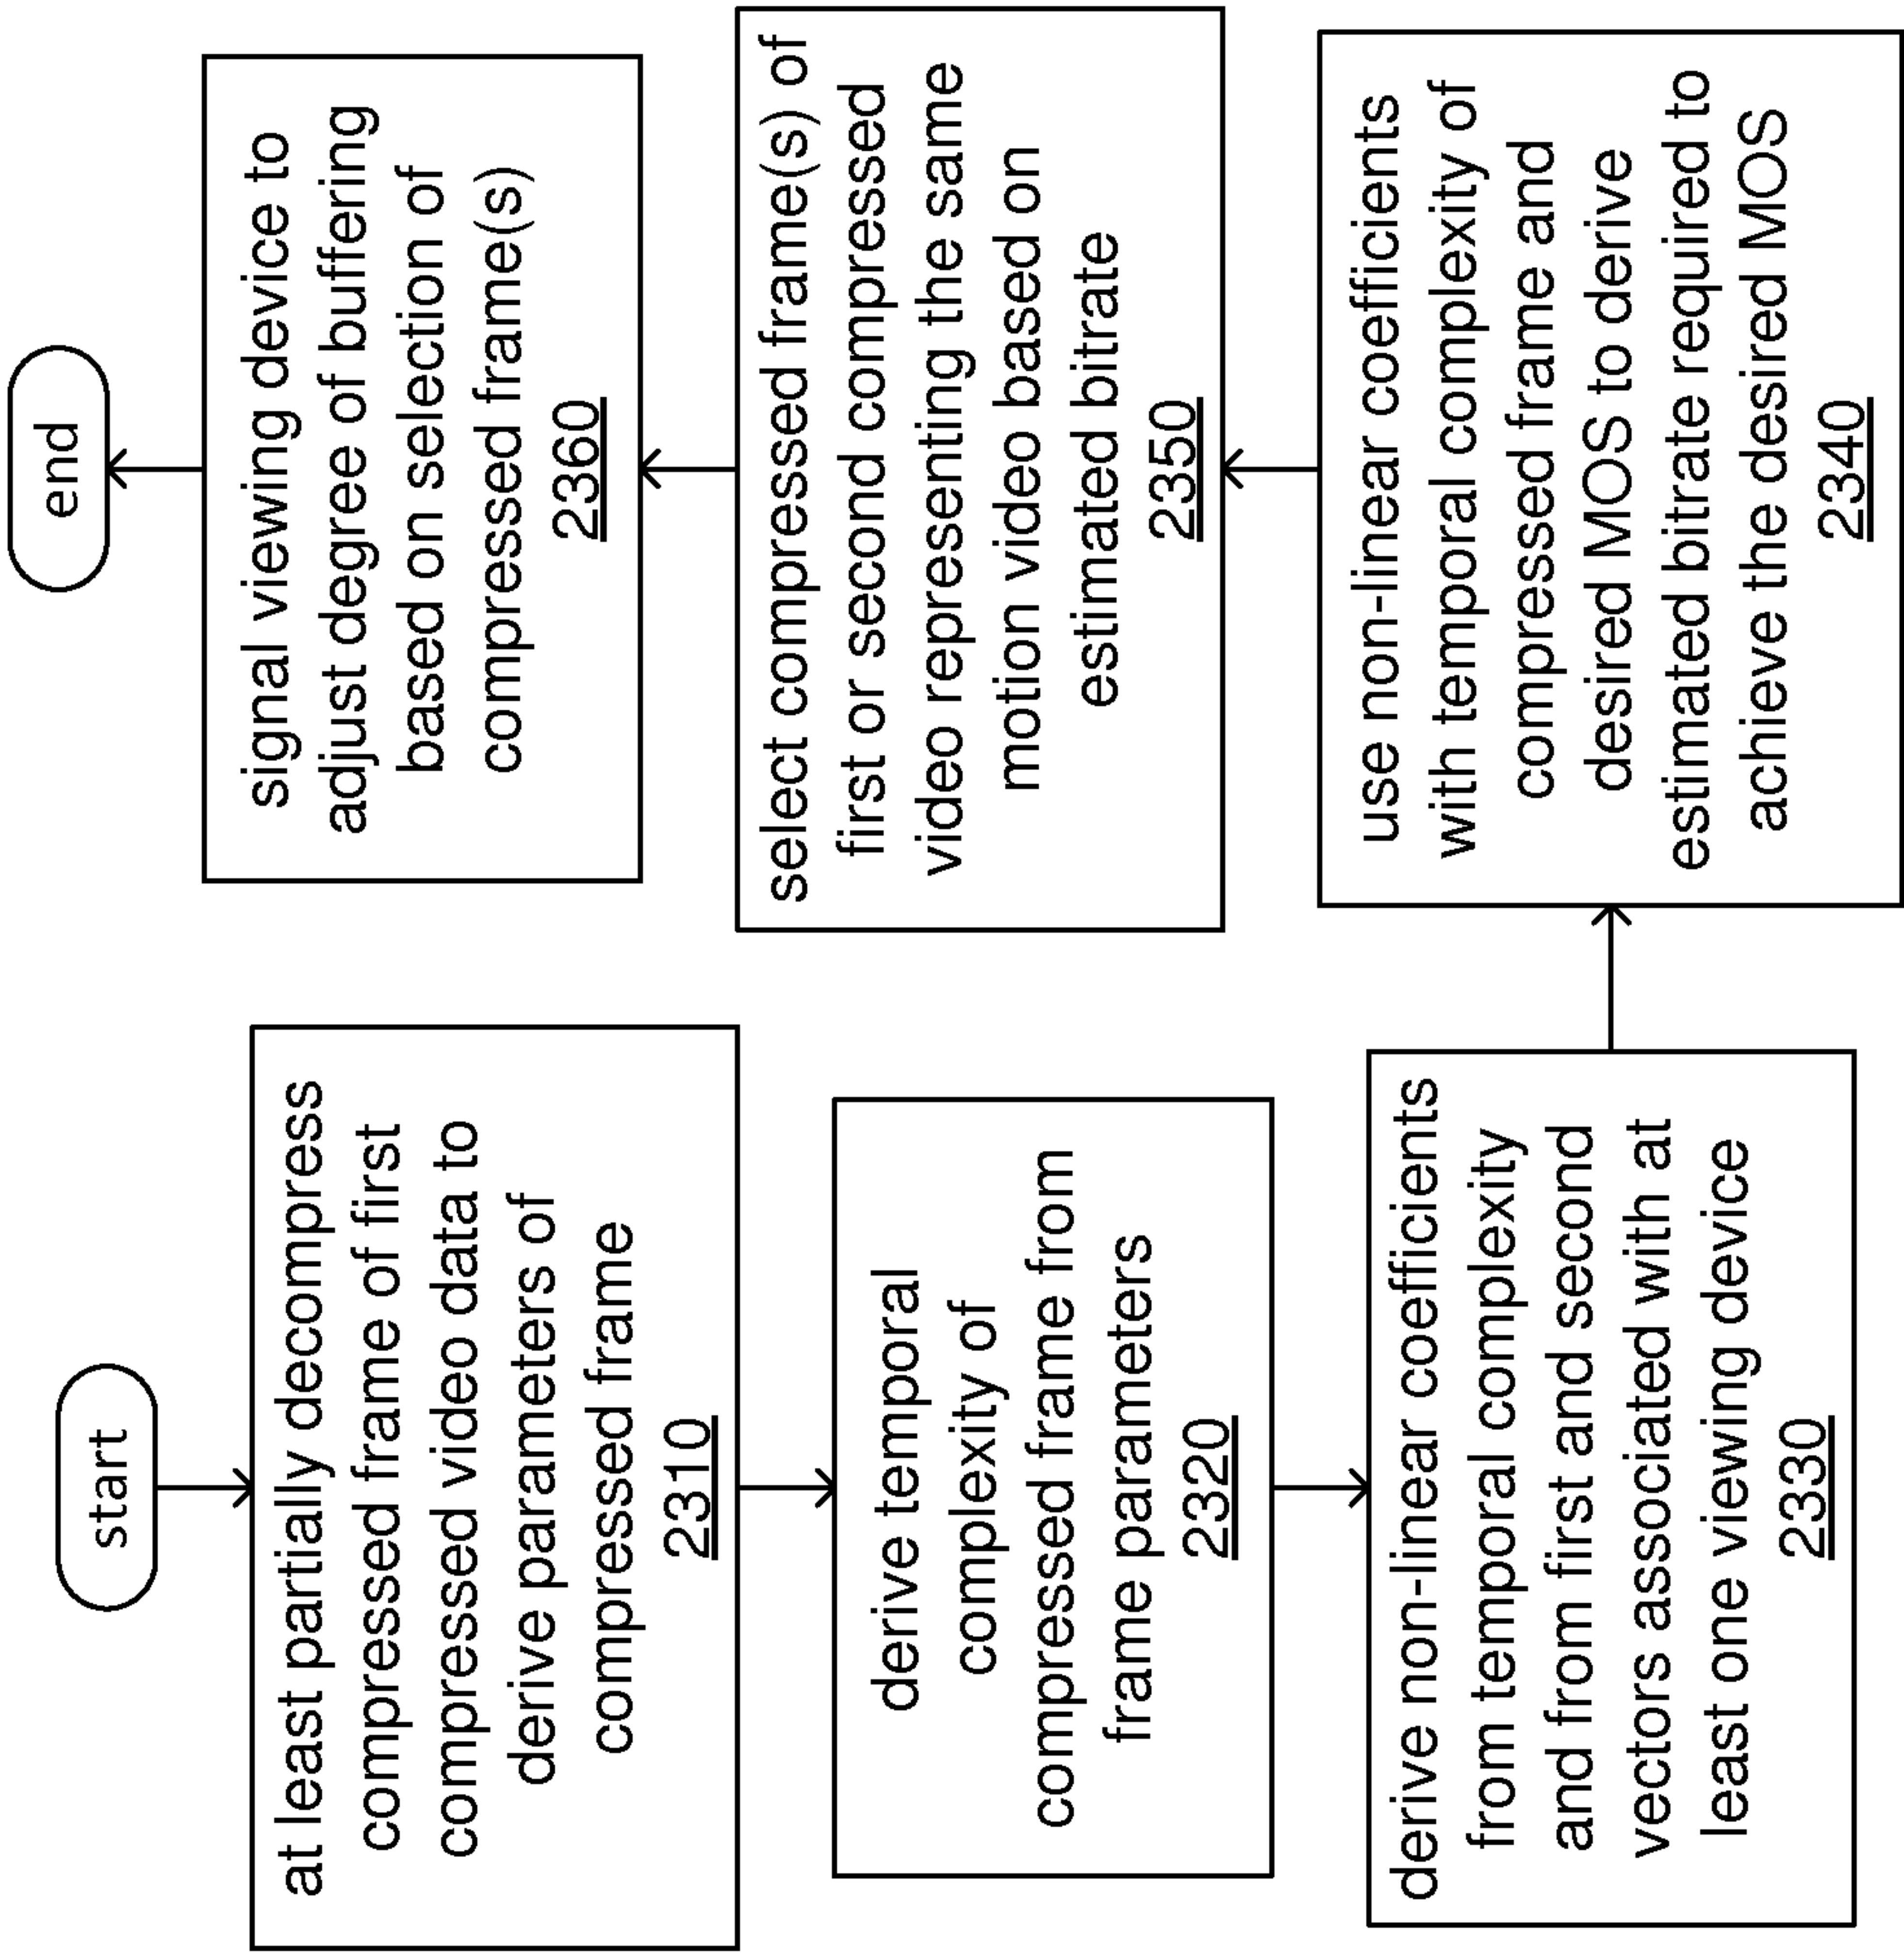 start
at least partially decompress
compressed frame of first
compressed video data to
derive parameters of
compressed frame
2310
derive temporal
complexity of
compressed frame from
frame parameters
2320
derive non-linear coefficients
from temporal complexity
and from first and second
vectors associated with at
least one viewing device
2330
use non-linear coefficients
with temporal complexity of
compressed frame and
desired MOS to derive
estimated bitrate required to
achieve the desired MOS
2340
select compressed frame(s) of
first or second compressed
video representing the same
motion video based on
estimated bitrate
2350
signal viewing device to
adjust degree of buffering
based on selection of
compressed frame(s)
2360
end